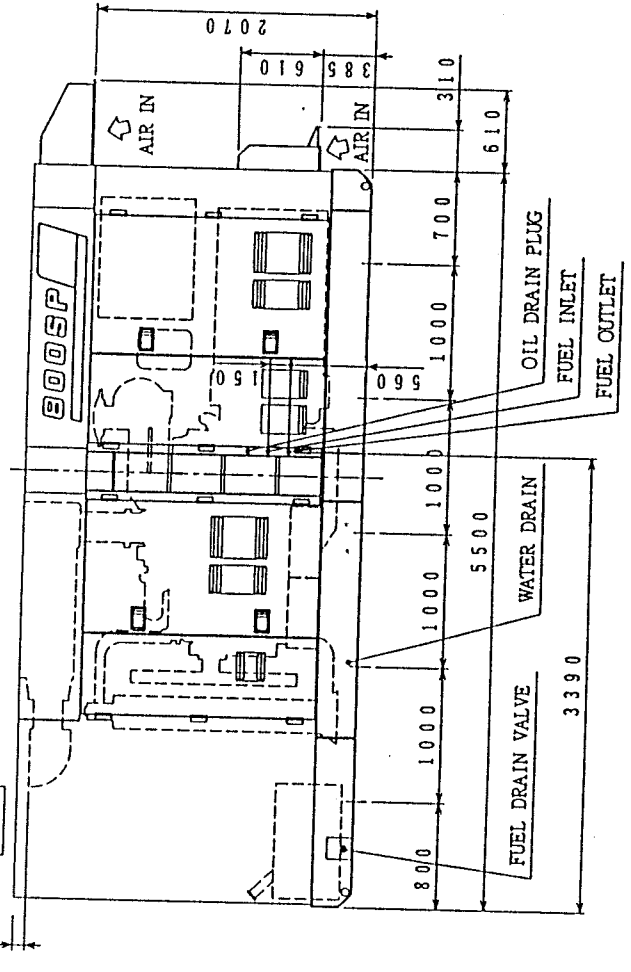 2070
610
385
310
AIR IN
AIR IN
610
800SP
150
560
700
1000
1000
1000
1000
800
5500
3390
OIL DRAIN PLUG
FUEL INLET
FUEL OUTLET
WATER DRAIN
FUEL DRAIN VALVE